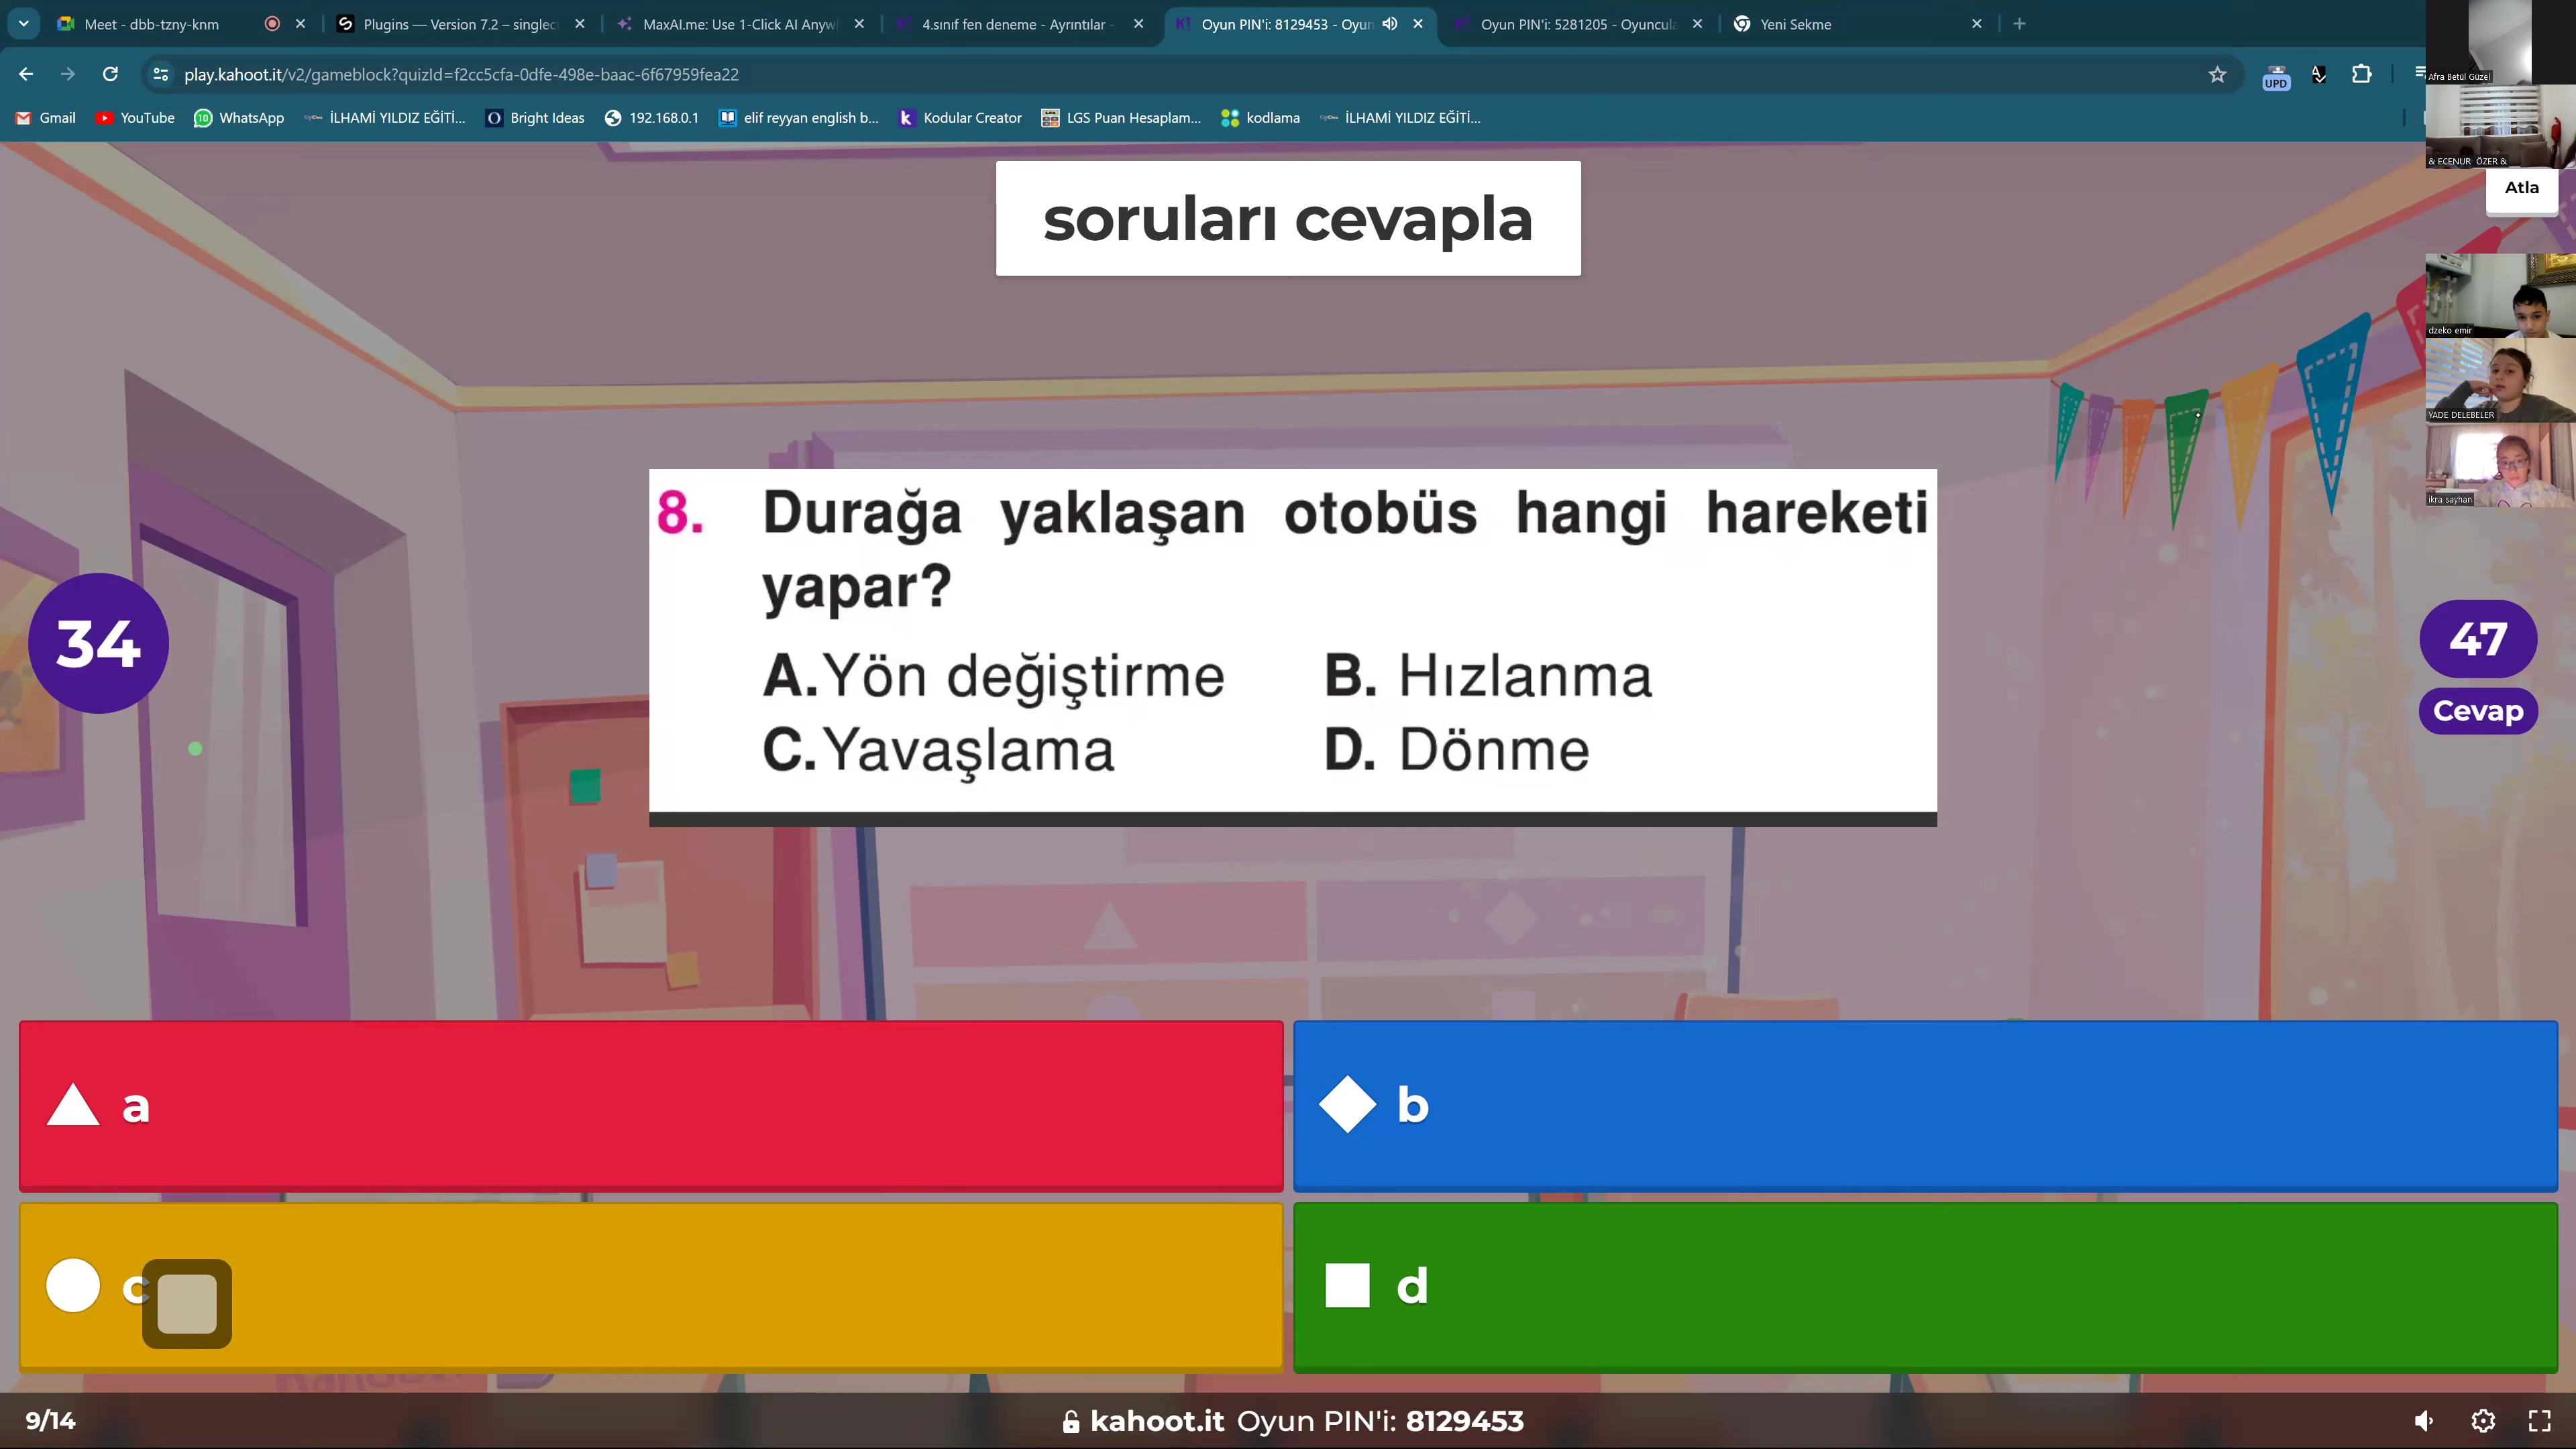 Meet - dbb-tzny-knm
Plugins — Version 7.2 – singlec
MaxAI.me: Use 1-Click AI Anyw
4.sınıf fen deneme - Ayrıntılar -
Oyun PIN'i: 8129453 - Oyun
Oyun PIN'i: 5281205 - Oyuncula
Yeni Sekme
play.kahoot.it/v2/gameblock?quizId=f2cc5cfa-0dfe-498e-baac-6f67959fea22
UPD
Gmail
YouTube
10
WhatsApp
İLHAMİ YILDIZ EĞİTİ...
Bright Ideas
192.168.0.1
elif reyyan english b...
Kodular Creator
LGS Puan Hesaplam...
kodlama
İLHAMİ YILDIZ EĞİTİ...
Afra Betül Güzel
& ECENUR ÖZER &
Atla
dzeko emir
YADE DELEBELER
ikra sayhan
soruları cevapla
8. Durağa yaklaşan otobüs hangi hareketi
yapar?
A. Yön değiştirme B. Hızlanma
C. Yavaşlama D. Dönme
34
47
Cevap
a
b
c
d
9/14
kahoot.it Oyun PIN'i: 8129453